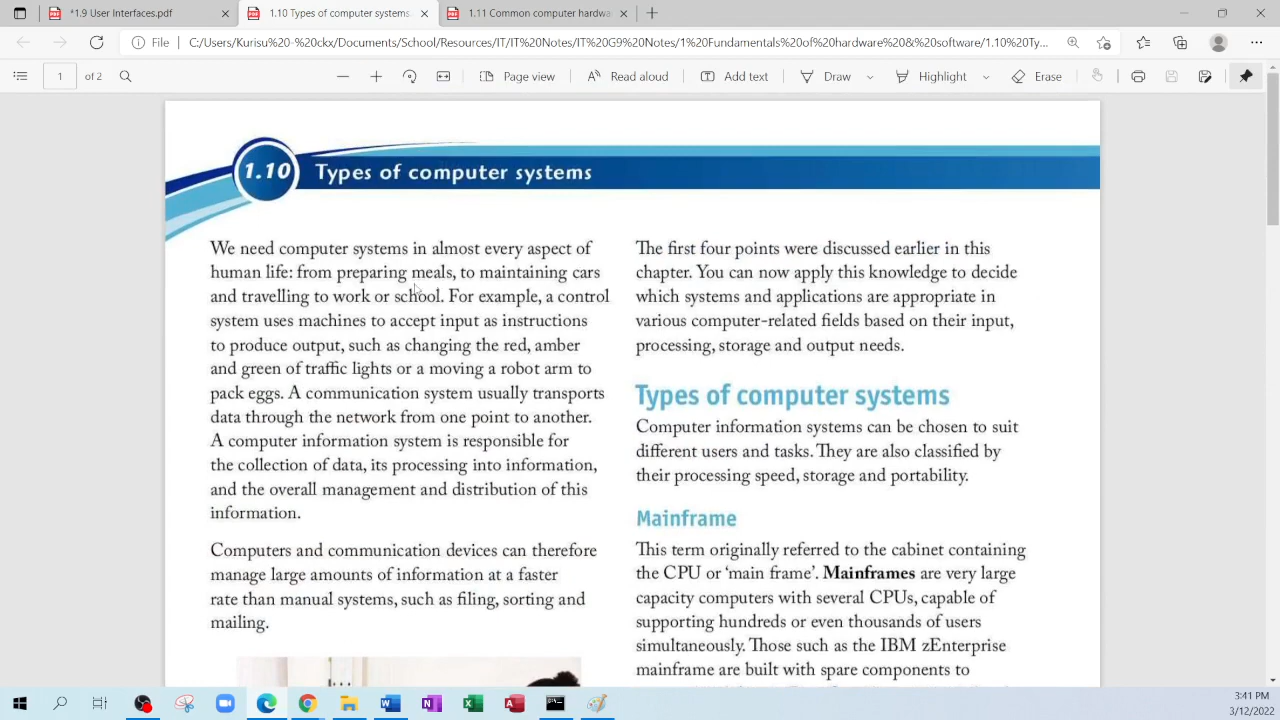 *1.9 User Interfaces.pdf
1.10 Types of computer systems
1.11 Common computer hardwa
File
C:/Users/Kurisu%20-%20ckx/Documents/School/Resources/IT/IT%20Notes/IT%20G9%20Notes/1%20Fundamentals%20of%20hardware%20&%20software/1.10%20Ty...
1
of 2
Page view
Read aloud
Add text
Draw
Highlight
Erase
1.10
Types of computer systems
We need computer systems in almost every aspect of
human life: from preparing meals, to maintaining cars
and travelling to work or school. For example, a control
system uses machines to accept input as instructions
to produce output, such as changing the red, amber
and green of traffic lights or a moving a robot arm to
pack eggs. A communication system usually transports
data through the network from one point to another.
A computer information system is responsible for
the collection of data, its processing into information,
and the overall management and distribution of this
information.
Computers and communication devices can therefore
manage large amounts of information at a faster
rate than manual systems, such as filing, sorting and
mailing.
The first four points were discussed earlier in this
chapter. You can now apply this knowledge to decide
which systems and applications are appropriate in
various computer-related fields based on their input,
processing, storage and output needs.
Types of computer systems
Computer information systems can be chosen to suit
different users and tasks. They are also classified by
their processing speed, storage and portability.
Mainframe
This term originally referred to the cabinet containing
the CPU or ‘main frame’. Mainframes are very large
capacity computers with several CPUs, capable of
supporting hundreds or even thousands of users
simultaneously. Those such as the IBM zEnterprise
mainframe are built with spare components to
3:41 PM
3/12/2022